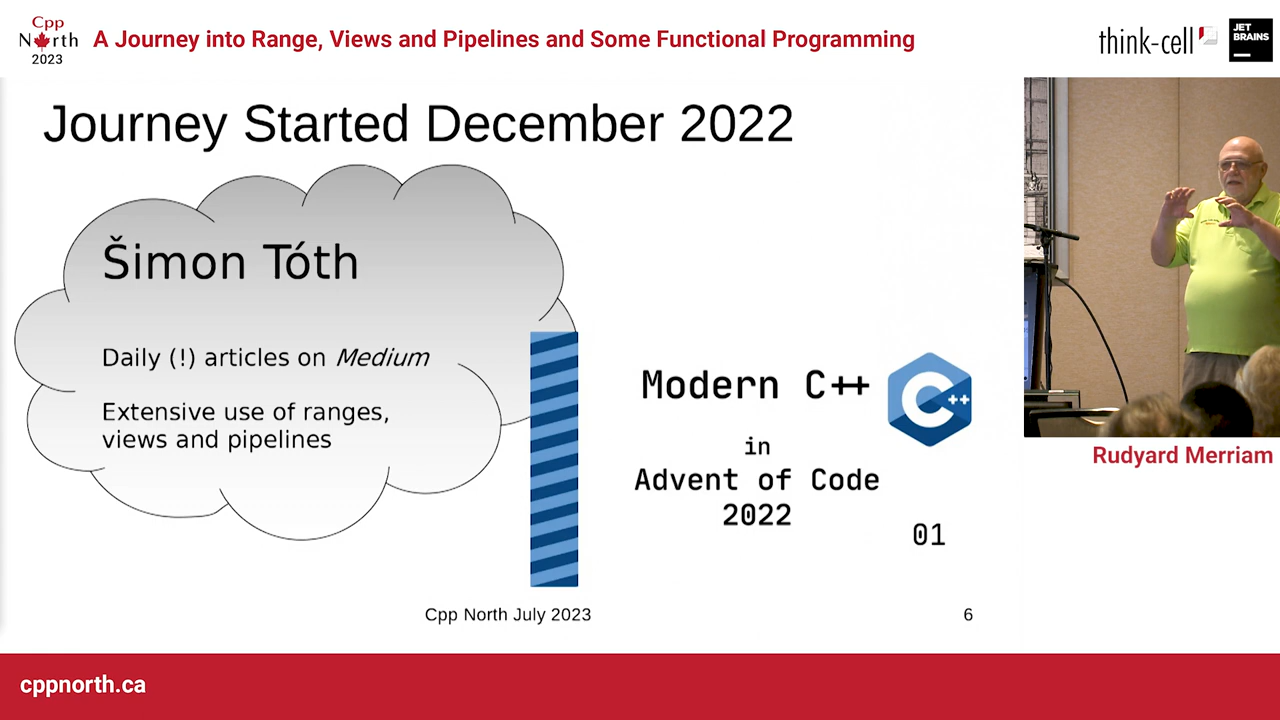 Cpp
North
2023
A Journey into Range, Views and Pipelines and Some Functional Programming
think-cell
JET
BRAINS
Journey Started December 2022
Šimon Tóth
Daily (!) articles on Medium
Extensive use of ranges,
views and pipelines
Modern C++
C++
in
Advent of Code
2022
01
Cpp North July 2023
6
Rudyard Merriam
cppnorth.ca